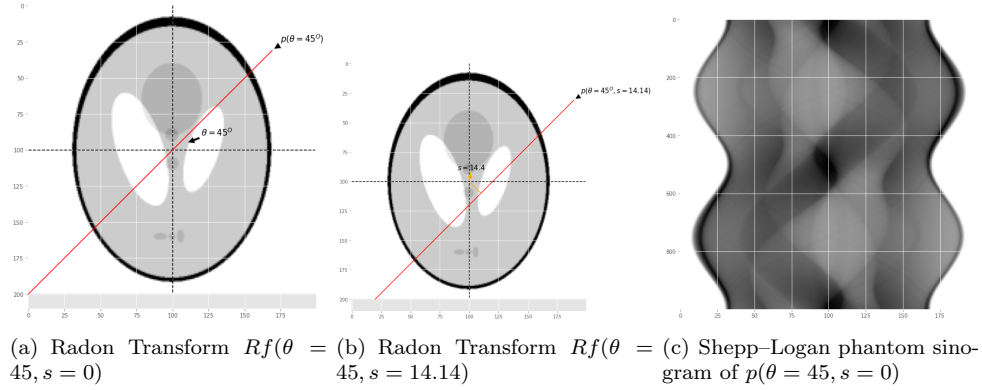 0
25
50
75
100
125
150
175
200
0 25 50 75 100 125 150 175
p(θ = 45ᴼ)
θ = 45ᴼ
0
25
50
75
100
125
150
175
200
0 25 50 75 100 125 150 175
p(θ = 45ᴼ, s = 14.14)
s = 14.4
0
200
400
600
800
0 25 50 75 100 125 150 175
(a) Radon Transform Rf(θ =
45, s = 0)
(b) Radon Transform Rf(θ =
45, s = 14.14)
(c) Shepp–Logan phantom sino-
gram of p(θ = 45, s = 0)